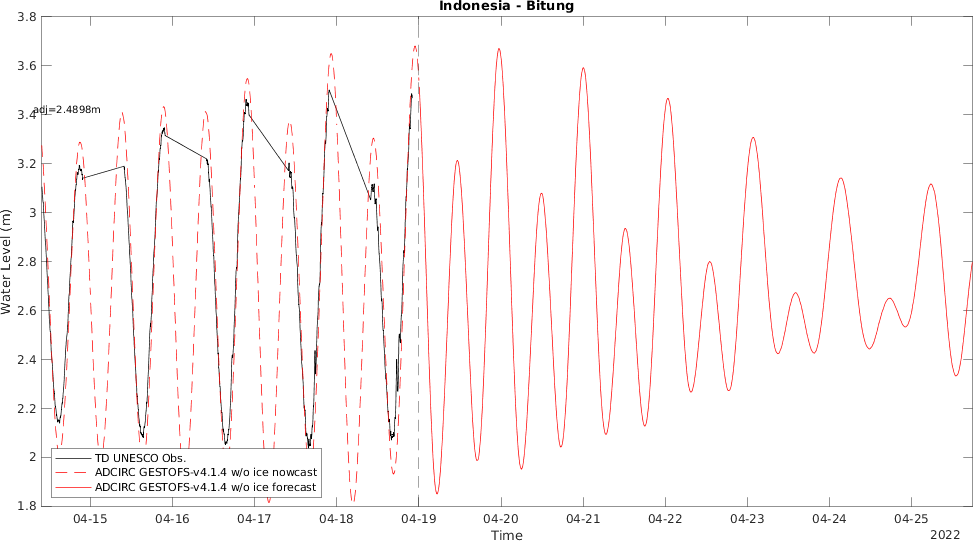 Indonesia - Bitung
3.8
3.6
3.4
3.2
3
2.8
2.6
2.4
2.2
2
1.8
adj=2.4898m
Water Level (m)
TD UNESCO Obs.
ADCIRC GESTOFS-v4.1.4 w/o ice nowcast
ADCIRC GESTOFS-v4.1.4 w/o ice forecast
04-15 04-16 04-17 04-18 04-19 04-20 04-21 04-22 04-23 04-24 04-25
Time
2022